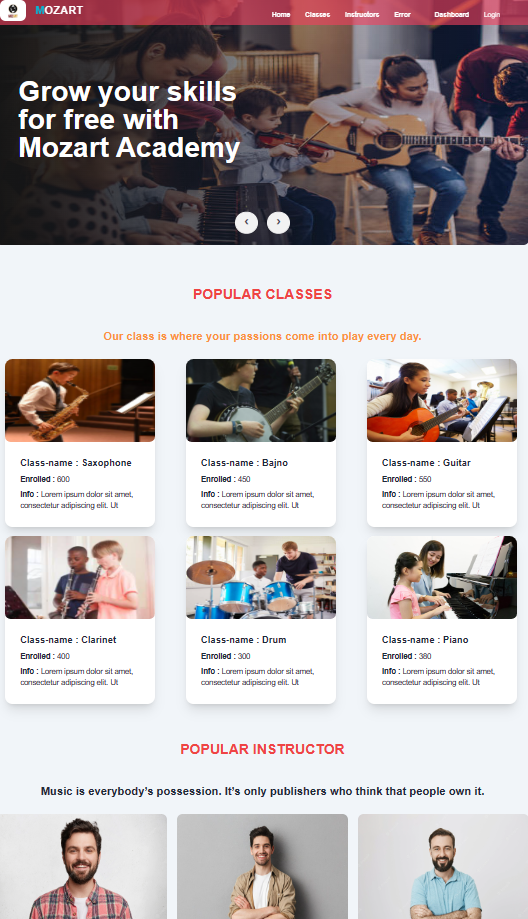 MOZART
Home Classes Instructors Error Dashboard Login
Grow your skills
for free with
Mozart Academy
POPULAR CLASSES
Our class is where your passions come into play every day.
Class-name : Saxophone
Enrolled : 600
Info : Lorem ipsum dolor sit amet,
consectetur adipiscing elit. Ut
Class-name : Bajno
Enrolled : 450
Info : Lorem ipsum dolor sit amet,
consectetur adipiscing elit. Ut
Class-name : Guitar
Enrolled : 550
Info : Lorem ipsum dolor sit amet,
consectetur adipiscing elit. Ut
Class-name : Clarinet
Enrolled : 400
Info : Lorem ipsum dolor sit amet,
consectetur adipiscing elit. Ut
Class-name : Drum
Enrolled : 300
Info : Lorem ipsum dolor sit amet,
consectetur adipiscing elit. Ut
Class-name : Piano
Enrolled : 380
Info : Lorem ipsum dolor sit amet,
consectetur adipiscing elit. Ut
POPULAR INSTRUCTOR
Music is everybody's possession. It's only publishers who think that people own it.